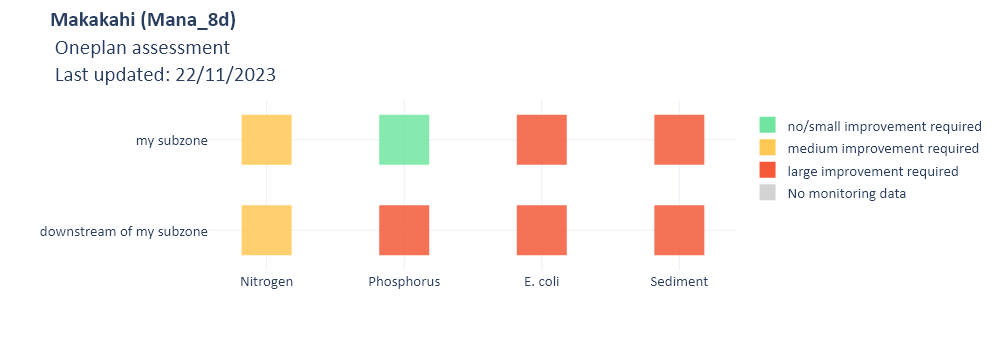 Makakahi (Mana_8d)
Oneplan assessment
Last updated: 22/11/2023
my subzone
downstream of my subzone
Nitrogen
Phosphorus
E. coli
Sediment
no/small improvement required
medium improvement required
large improvement required
No monitoring data